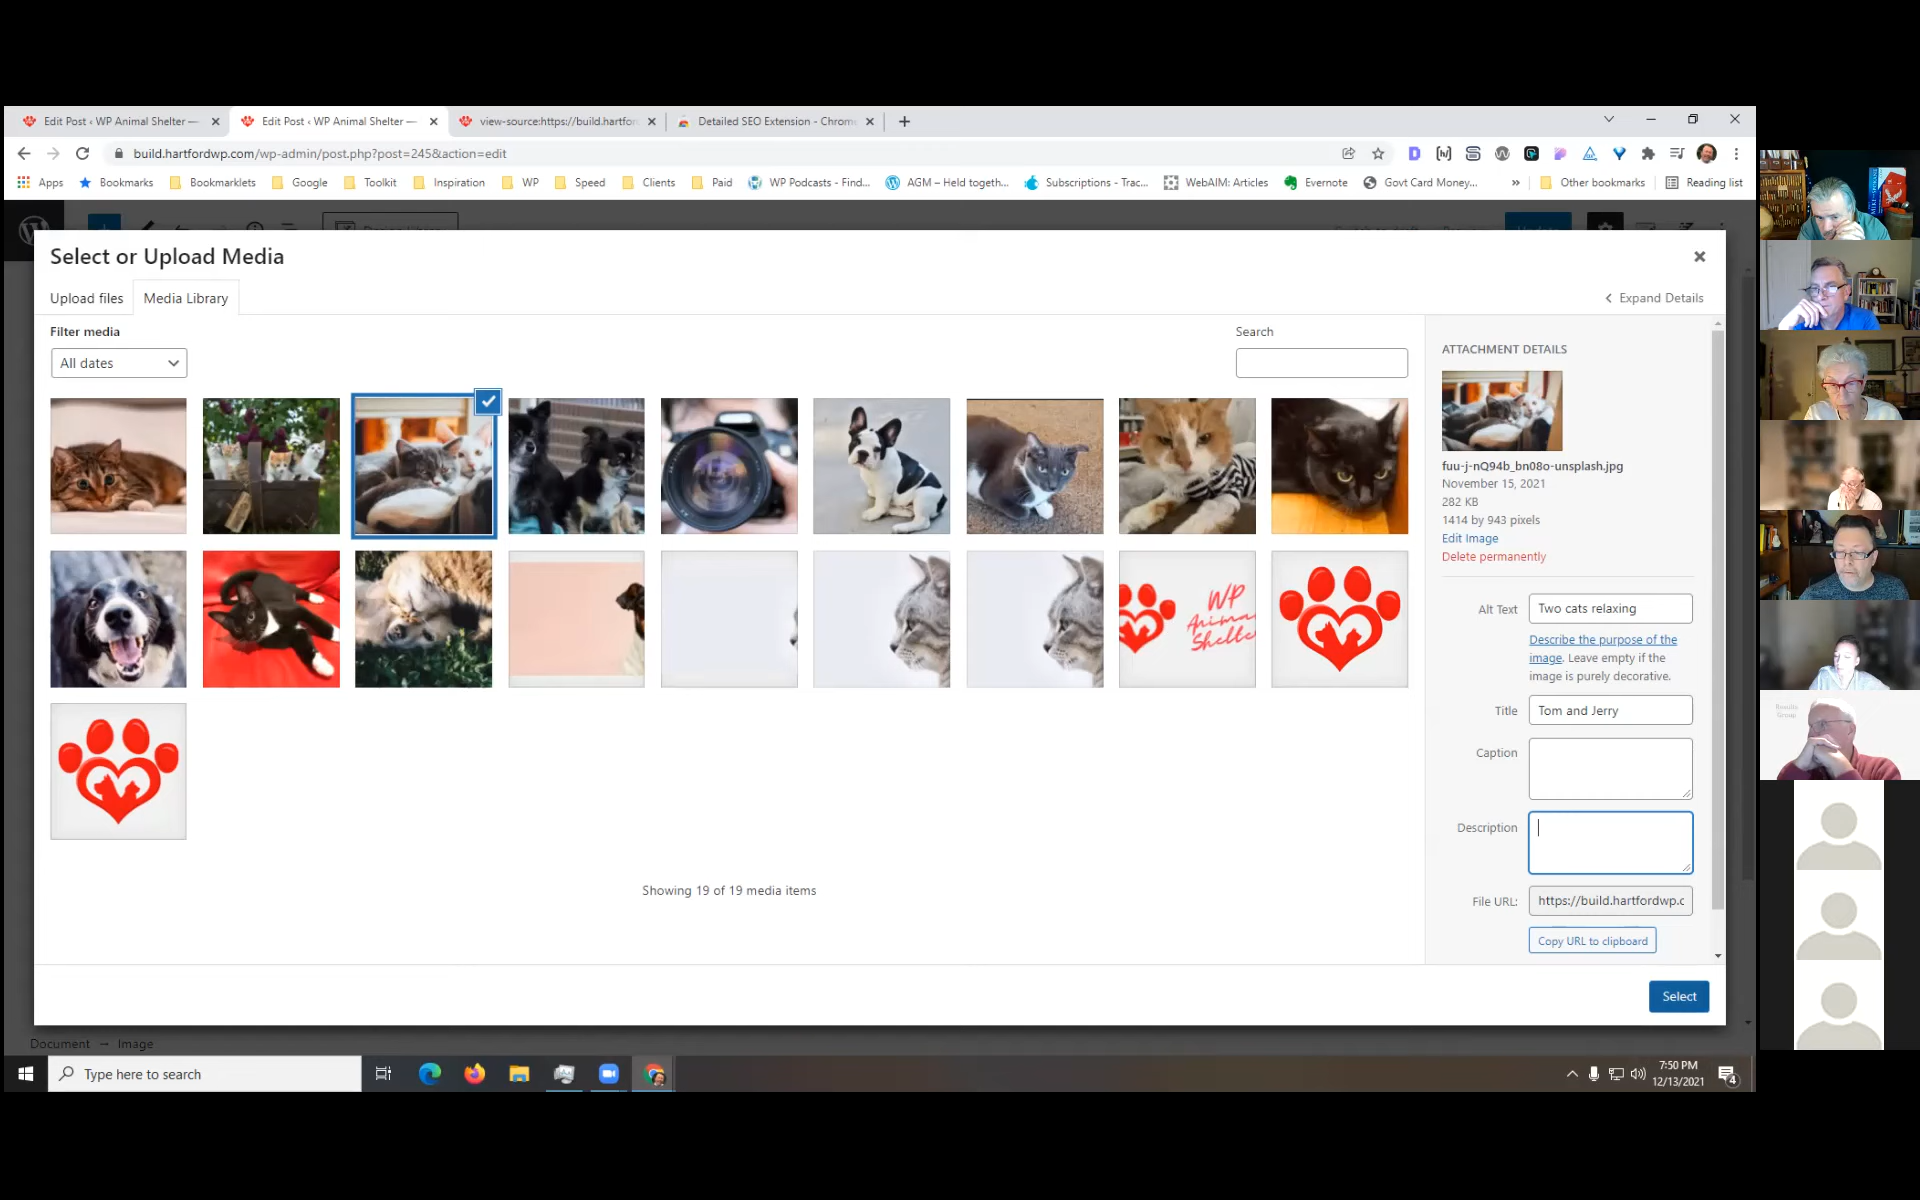 Edit Post ‹ WP Animal Shelter —
Edit Post ‹ WP Animal Shelter —
view-source:https://build.hartfor
Detailed SEO Extension - Chrom
build.hartfordwp.com/wp-admin/post.php?post=245&action=edit
Apps
Bookmarks
Bookmarklets
Google
Toolkit
Inspiration
WP
Speed
Clients
Paid
WP Podcasts - Find...
AGM – Held togeth...
Subscriptions - Trac...
WebAIM: Articles
Evernote
Govt Card Money...
»
Other bookmarks
Reading list
Select or Upload Media
Upload files
Media Library
Expand Details
Filter media
All dates
Search
ATTACHMENT DETAILS
fuu-j-nQ94b_bn08o-unsplash.jpg
November 15, 2021
282 KB
1414 by 943 pixels
Edit Image
Delete permanently
Alt Text
Two cats relaxing
Describe the purpose of the
image. Leave empty if the
image is purely decorative.
Title
Tom and Jerry
Caption
Description
File URL:
https://build.hartfordwp.c
Copy URL to clipboard
WP
Anima
Shelte
Showing 19 of 19 media items
Select
Document → Image
Type here to search
7:50 PM
12/13/2021
4
Results
Group